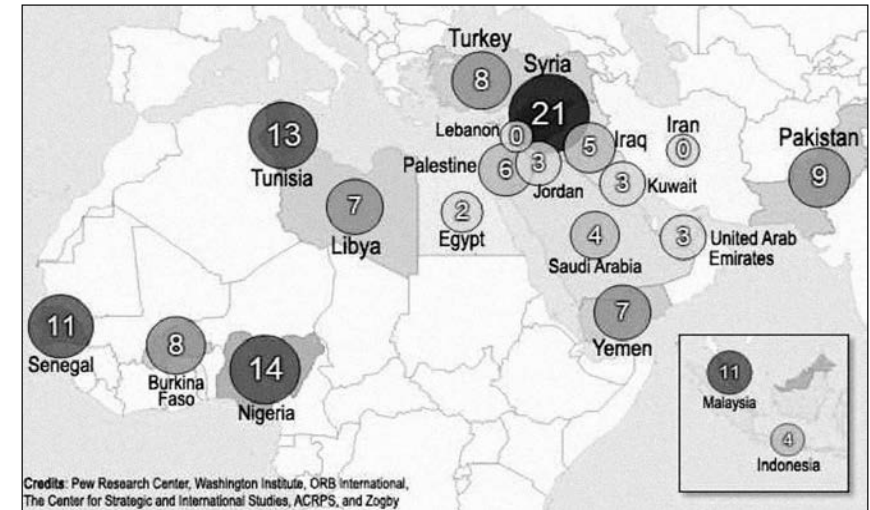 Turkey
8
Syria
21
13
Tunisia
Lebanon
0
Palestine
6
3
Jordan
5
Iraq
Iran
0
Pakistan
9
3
Kuwait
7
Libya
2
Egypt
4
Saudi Arabia
3
United Arab
Emirates
7
Yemen
11
Senegal
8
Burkina
Faso
14
Nigeria
11
Malaysia
4
Indonesia
Credits: Pew Research Center, Washington Institute, ORB International,
The Center for Strategic and International Studies, ACRPS, and Zogby